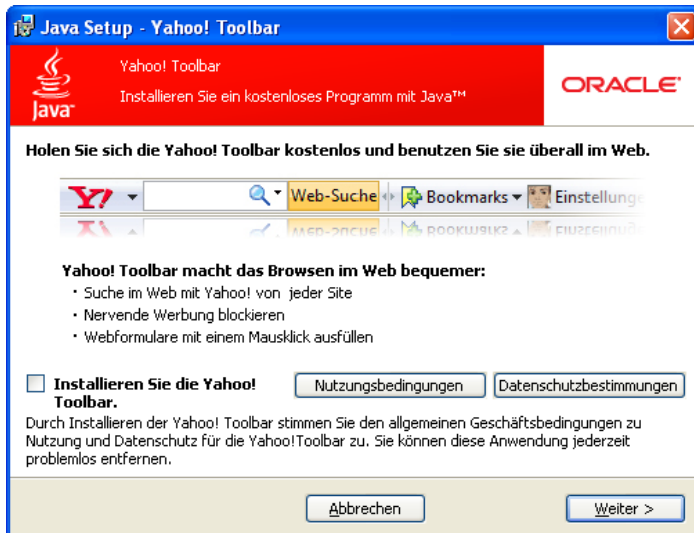 Java Setup - Yahoo! Toolbar
Yahoo! Toolbar
Installieren Sie ein kostenloses Programm mit Java™
Java™
ORACLE®
Holen Sie sich die Yahoo! Toolbar kostenlos und benutzen Sie sie überall im Web.
Y! Web-Suche Bookmarks Einstellunge
Yahoo! Toolbar macht das Browsen im Web bequemer:
· Suche im Web mit Yahoo! von jeder Site
· Nervende Werbung blockieren
· Webformulare mit einem Mausklick ausfüllen
Installieren Sie die Yahoo!
Toolbar.
Nutzungsbedingungen
Datenschutzbestimmungen
Durch Installieren der Yahoo! Toolbar stimmen Sie den allgemeinen Geschäftsbedingungen zu
Nutzung und Datenschutz für die Yahoo!Toolbar zu. Sie können diese Anwendung jederzeit
problemlos entfernen.
Abbrechen
Weiter >